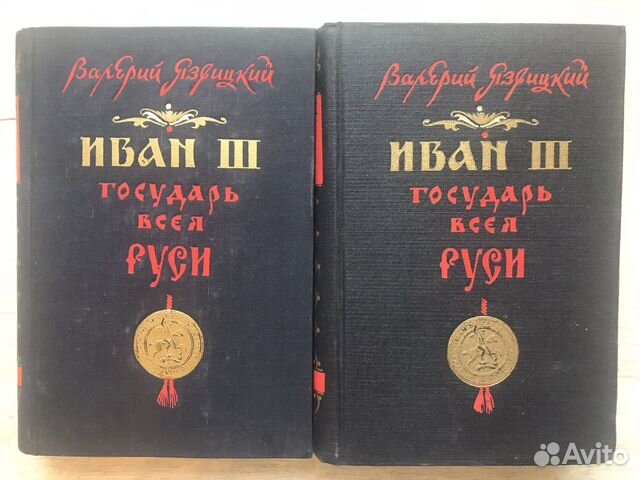 Валерий Язвицкий
ИВАН III
государь
всея
РУСИ
Валерий Язвицкий
ИВАН III
государь
всея
РУСИ
Avito